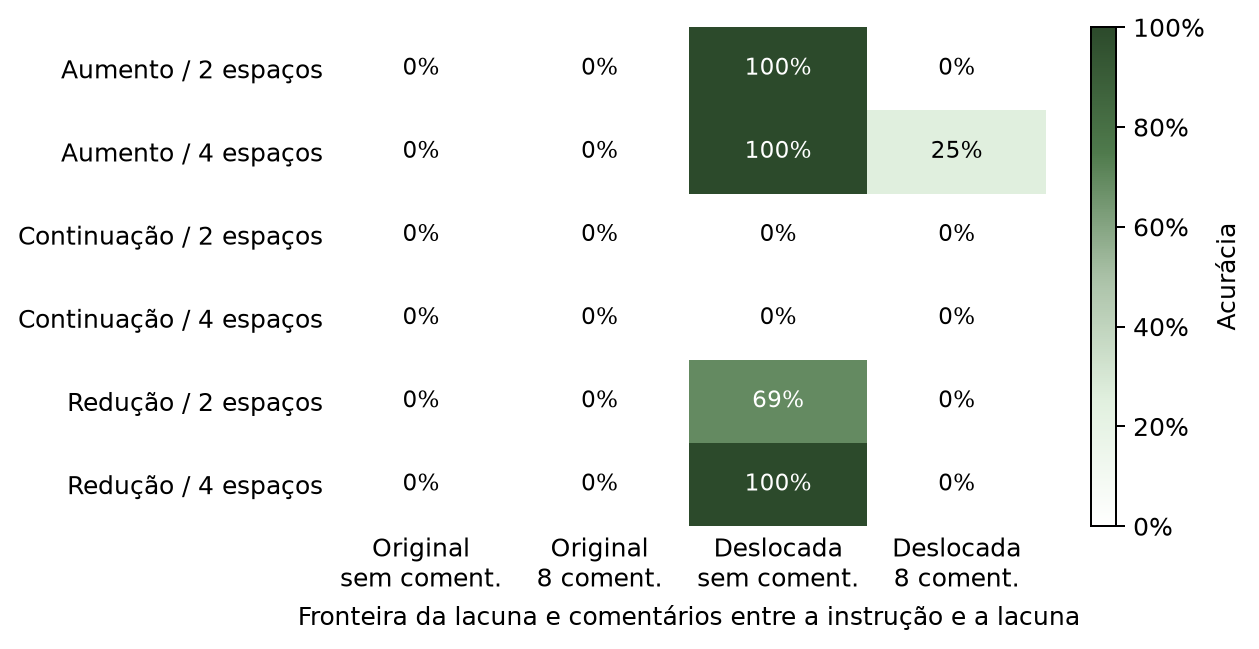 Aumento / 2 espaços 0% 0% 100% 0%
Aumento / 4 espaços 0% 0% 100% 25%
Continuação / 2 espaços 0% 0% 0% 0%
Continuação / 4 espaços 0% 0% 0% 0%
Redução / 2 espaços 0% 0% 69% 0%
Redução / 4 espaços 0% 0% 100% 0%
Original Original Deslocada Deslocada
sem coment. 8 coment. sem coment. 8 coment.
Fronteira da lacuna e comentários entre a instrução e a lacuna
100%
80%
60%
40%
20%
0%
Acurácia